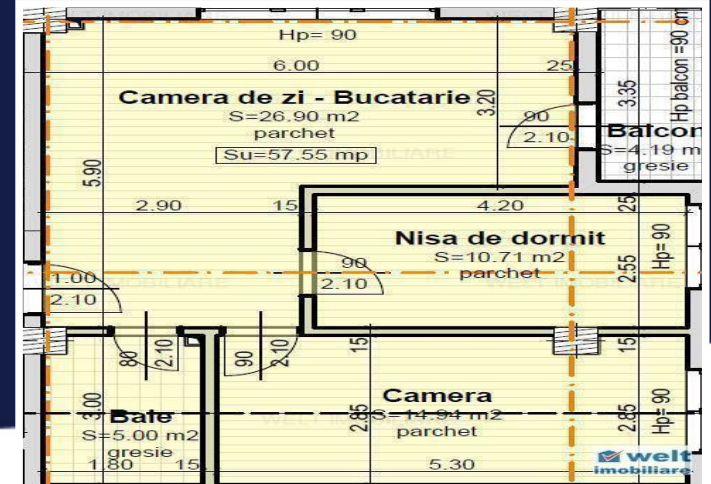 Hp= 90
6.00
25
Camera de zi - Bucatarie
S=26.90 m2
parchet
Su=57.55 mp
3.20
90
2.10
3.35
Hp balcon =90 cm
Balcon
S=4.19 m
gresie
5.90
2.90
15
4.20
25
Nisa de dormit
S=10.71 m2
parchet
90
2.10
2.55
Hp= 90
1.00
2.10
80
2.10
90
2.10
15
15
3.00
Baie
S=5.00 m2
gresie
1.80
15
Camera
S=14.94 m2
parchet
2.85
2.85
Hp= 90
5.30
welt
imobiliare